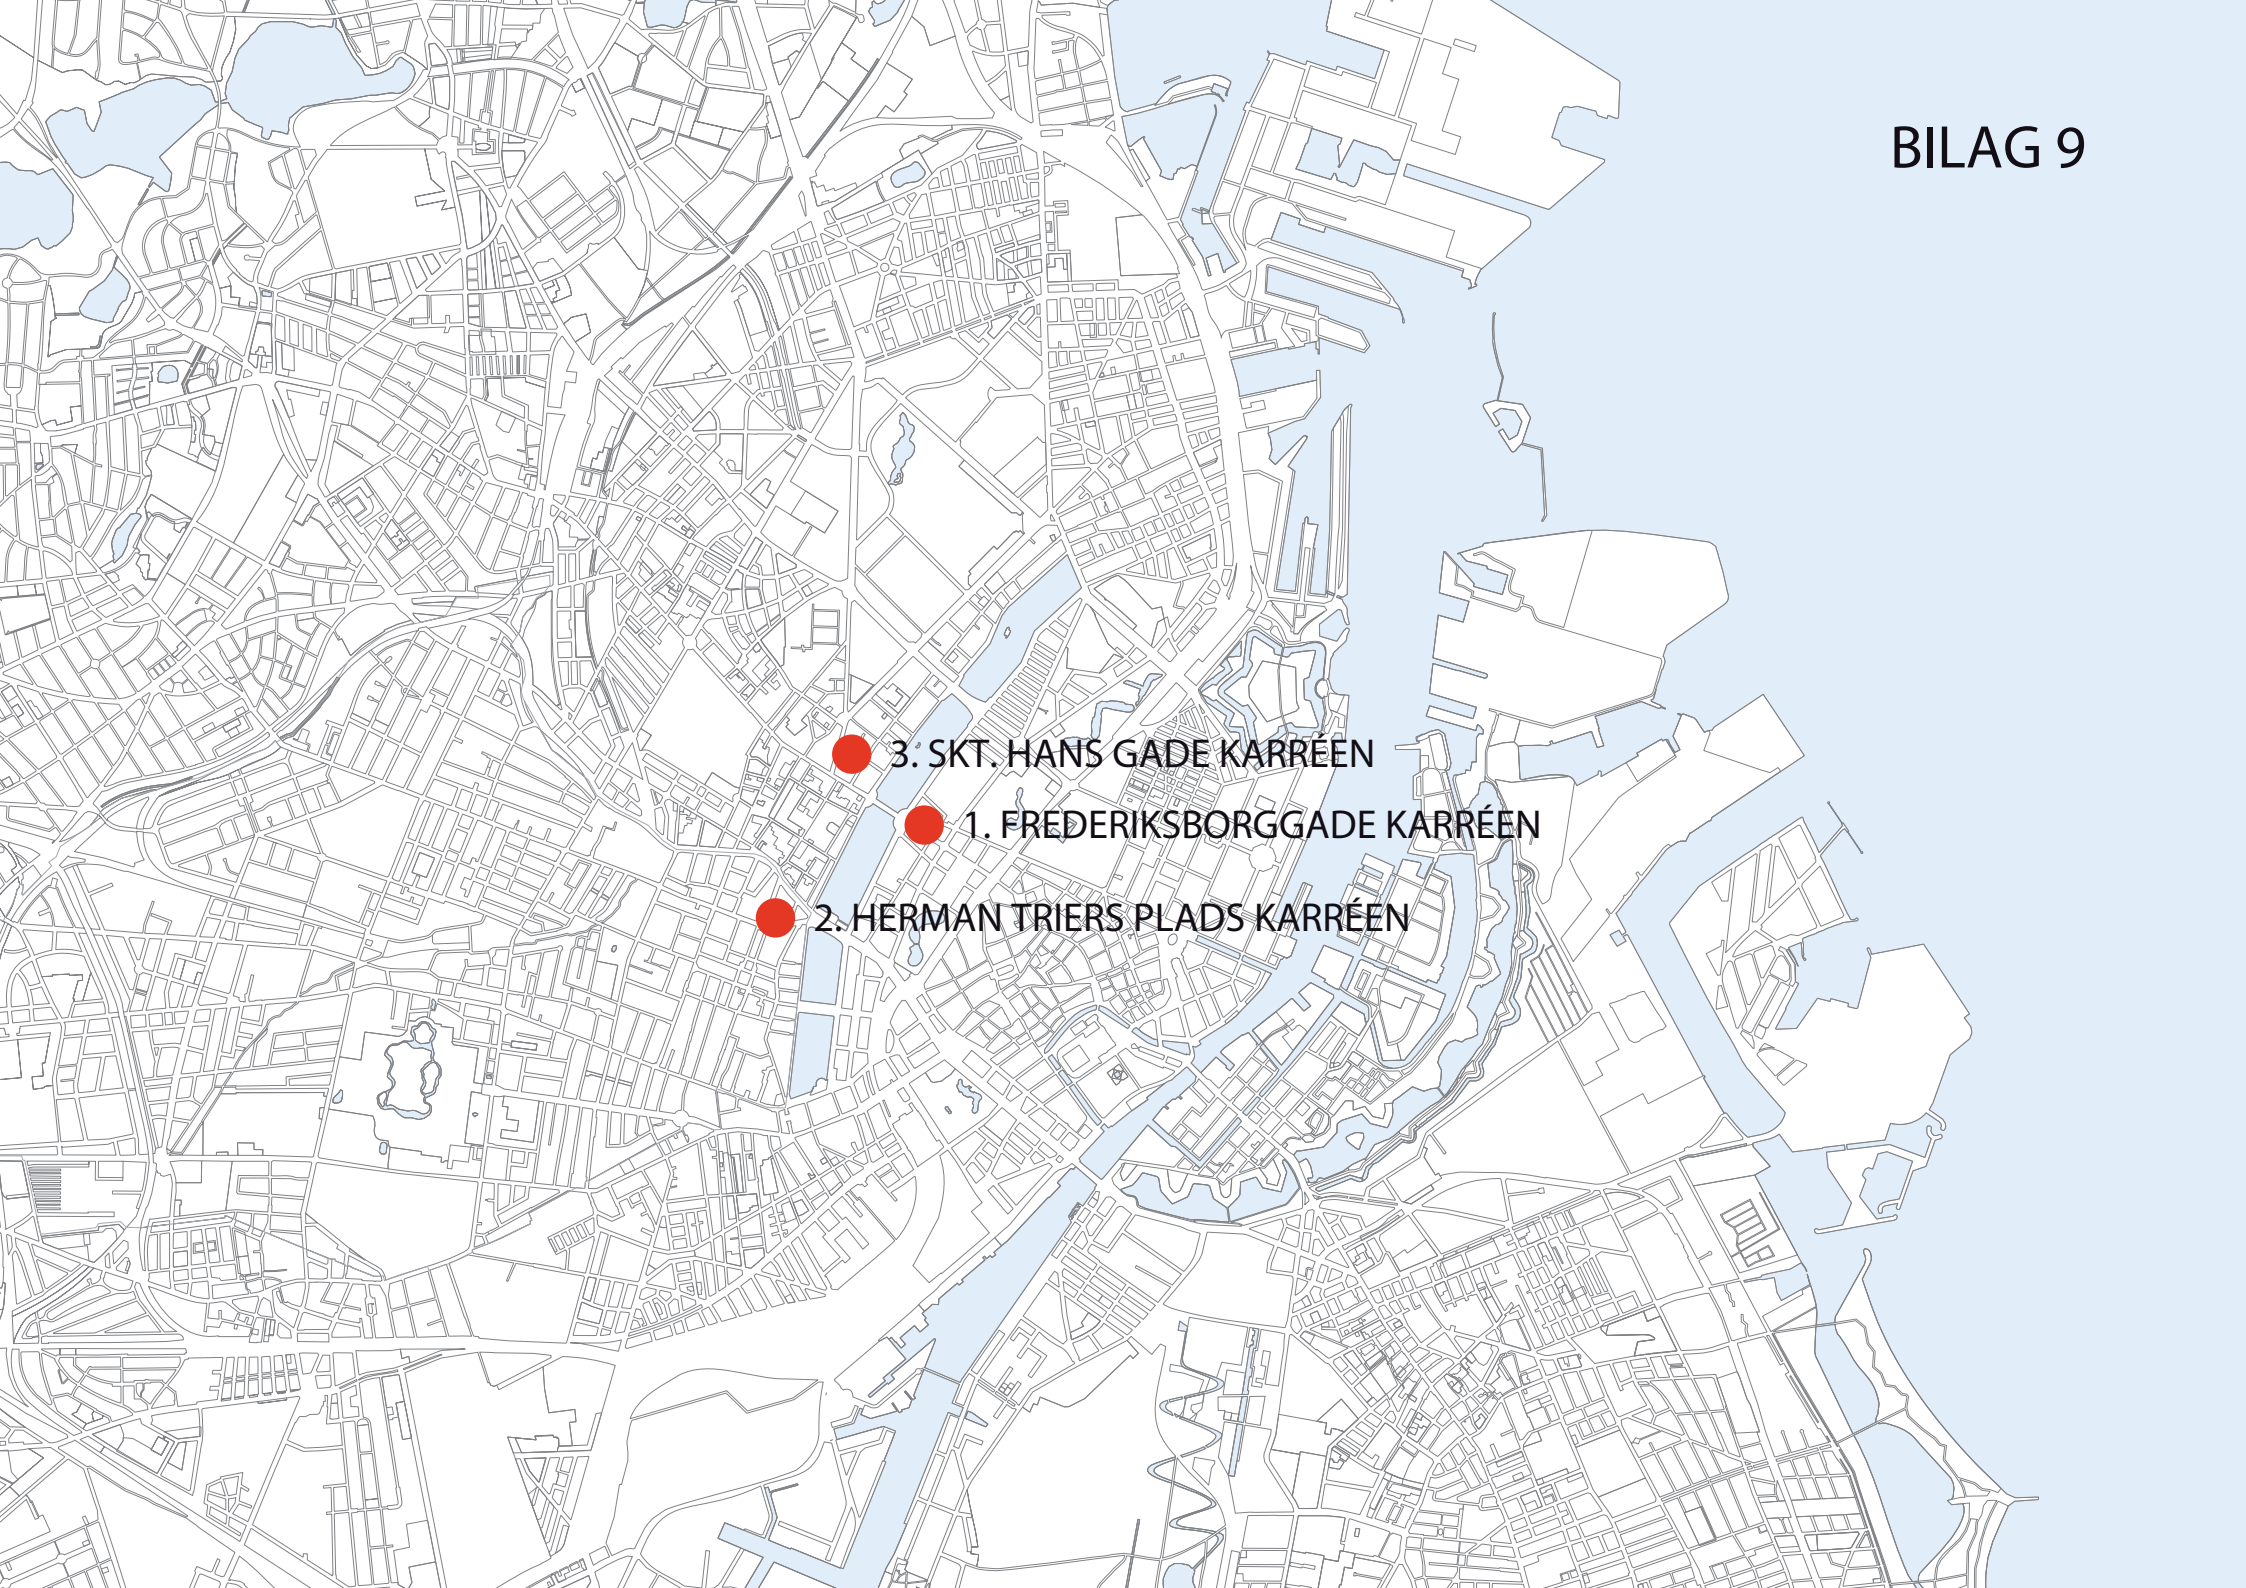 BILAG 9
3. SKT. HANS GADE KARRÉEN
1. FREDERIKSBORGGADE KARRÉEN
2. HERMAN TRIERS PLADS KARRÉEN